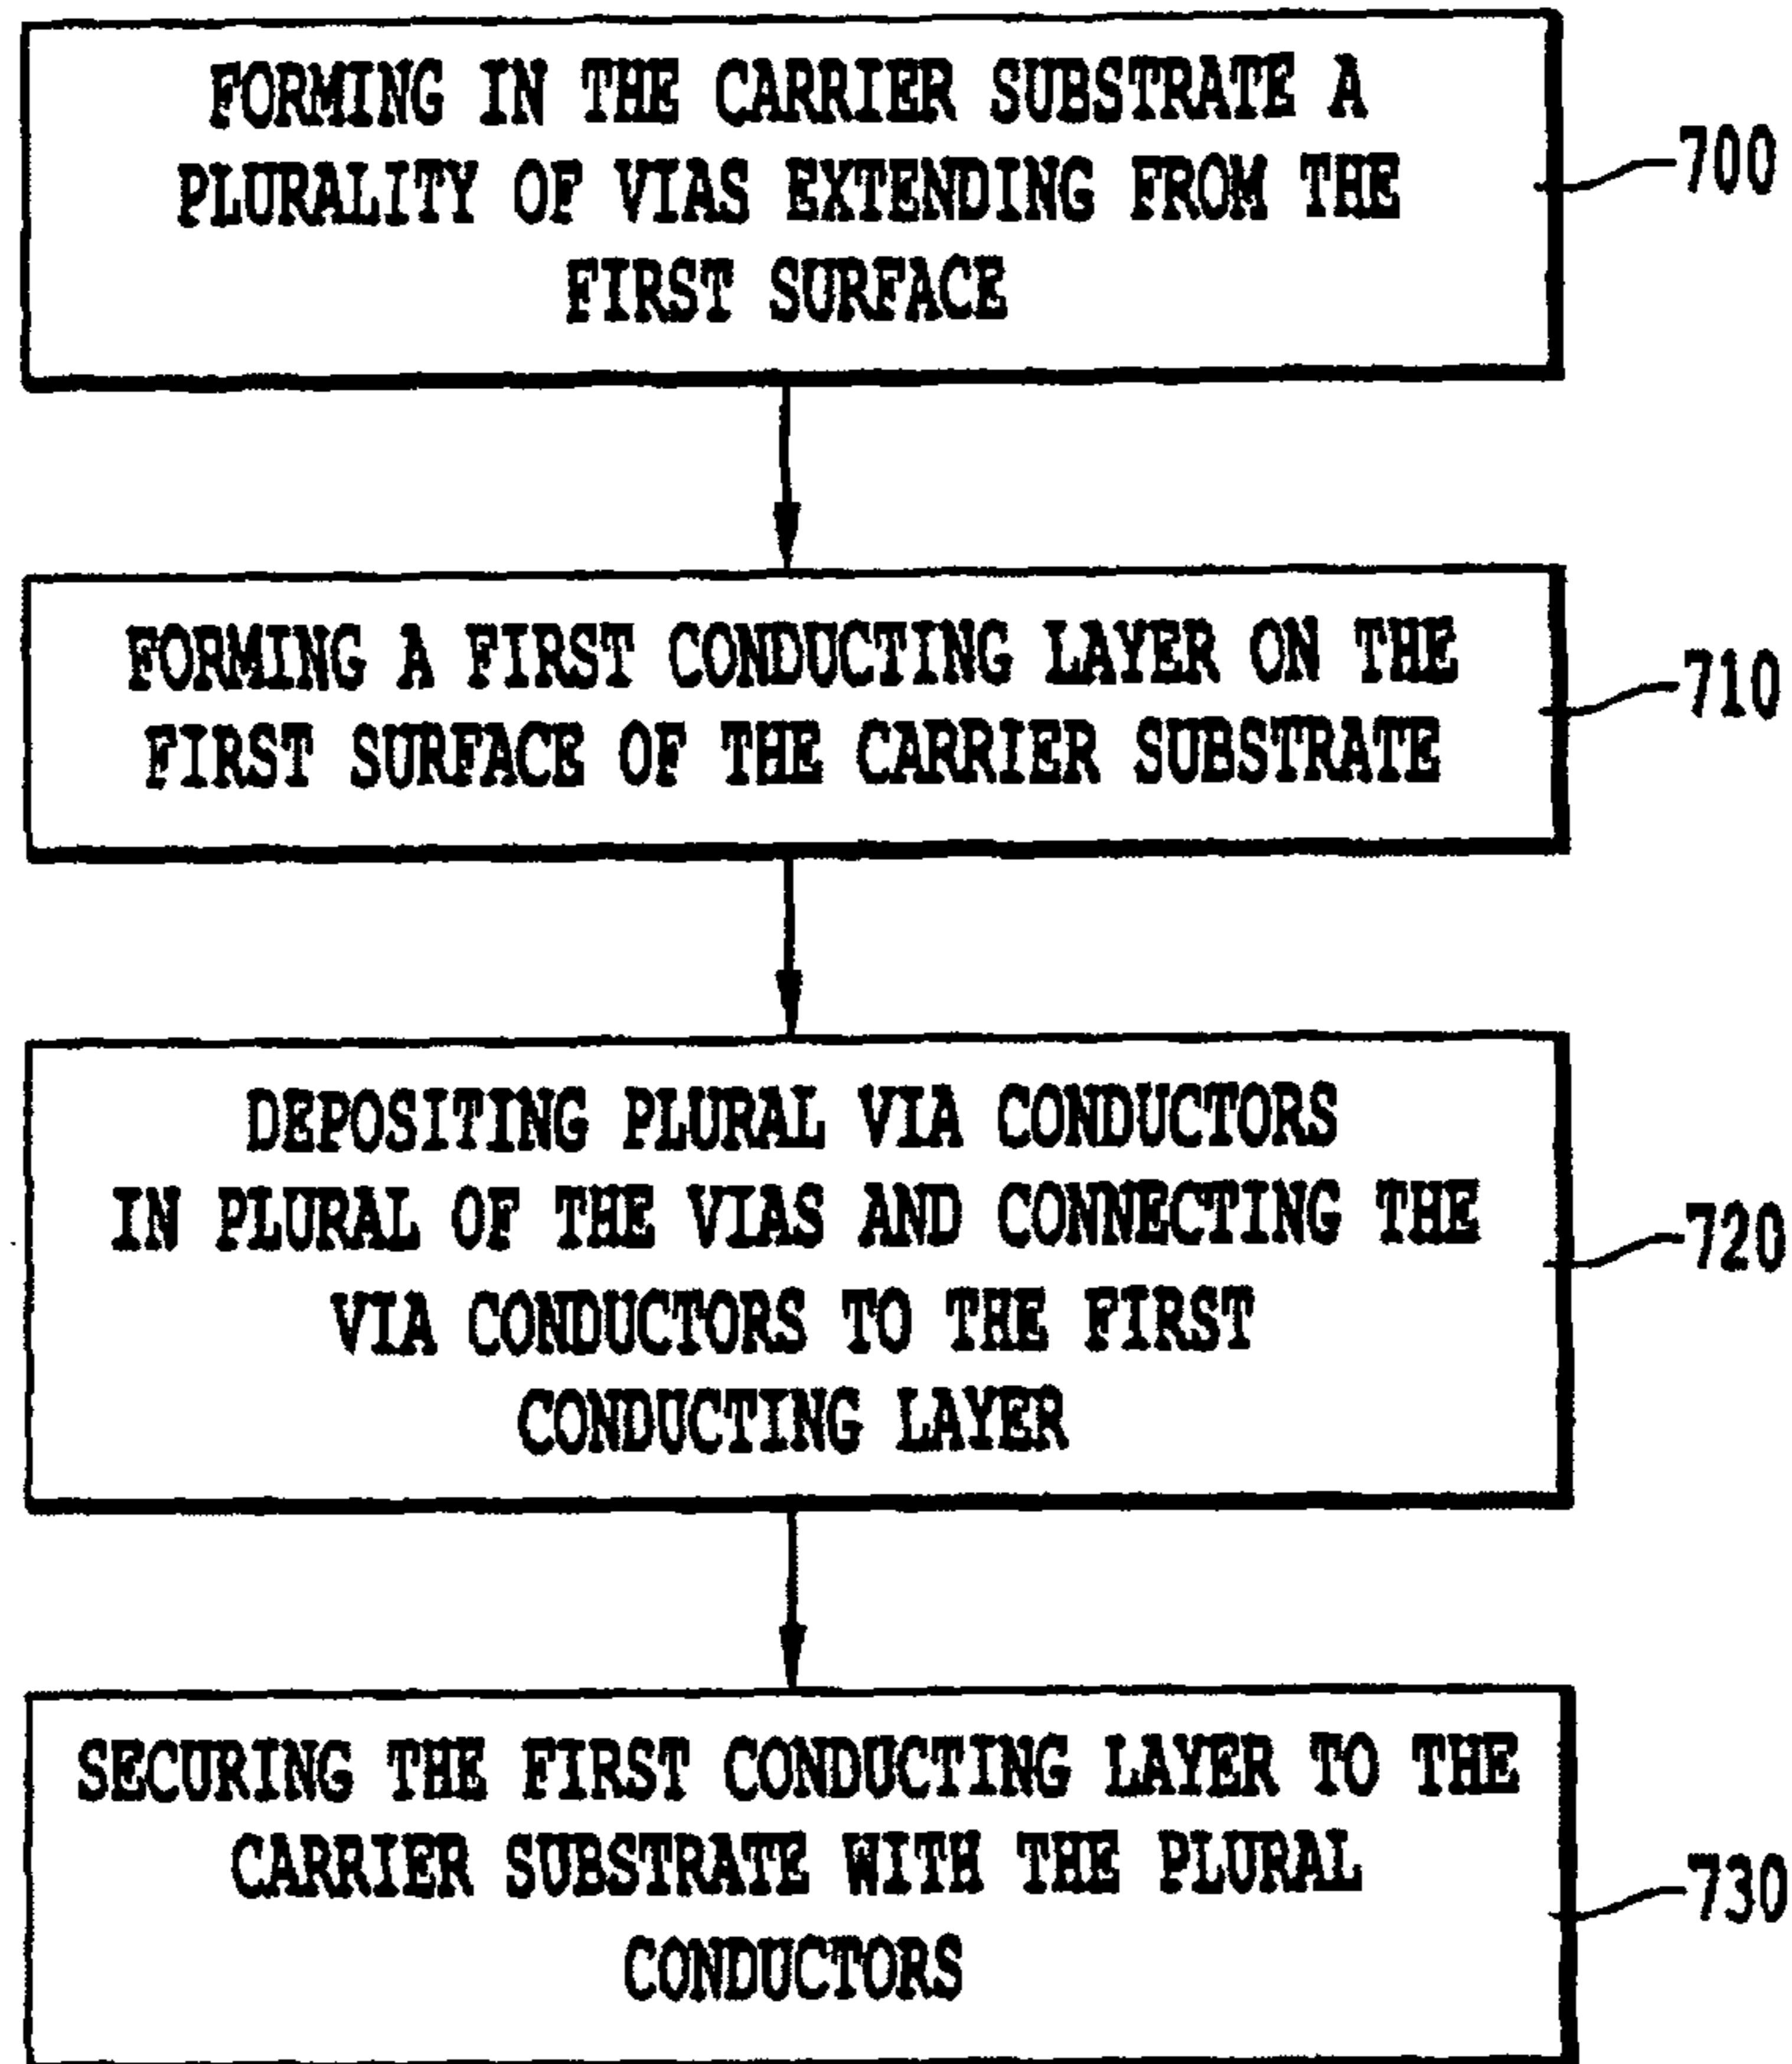 FORMING IN THE CARRIER SUBSTRATE A
PLURALITY OF VIAS EXTENDING FROM THE
FIRST SURFACE
700
FORMING A FIRST CONDUCTING LAYER ON THE
FIRST SURFACE OF THE CARRIER SUBSTRATE
710
DEPOSITING PLURAL VIA CONDUCTORS
IN PLURAL OF THE VIAS AND CONNECTING THE
VIA CONDUCTORS TO THE FIRST
CONDUCTING LAYER
720
SECURING THE FIRST CONDUCTING LAYER TO THE
CARRIER SUBSTRATE WITH THE PLURAL
CONDUCTORS
730